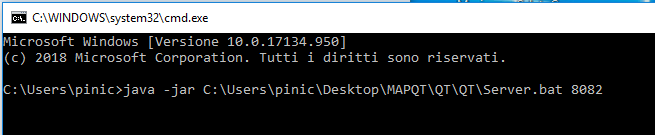 C:\WINDOWS\system32\cmd.exe
Microsoft Windows [Versione 10.0.17134.950]
(c) 2018 Microsoft Corporation. Tutti i diritti sono riservati.
C:\Users\pinic>java -jar C:\Users\pinic\Desktop\MAPQT\QT\QT\Server.bat 8082